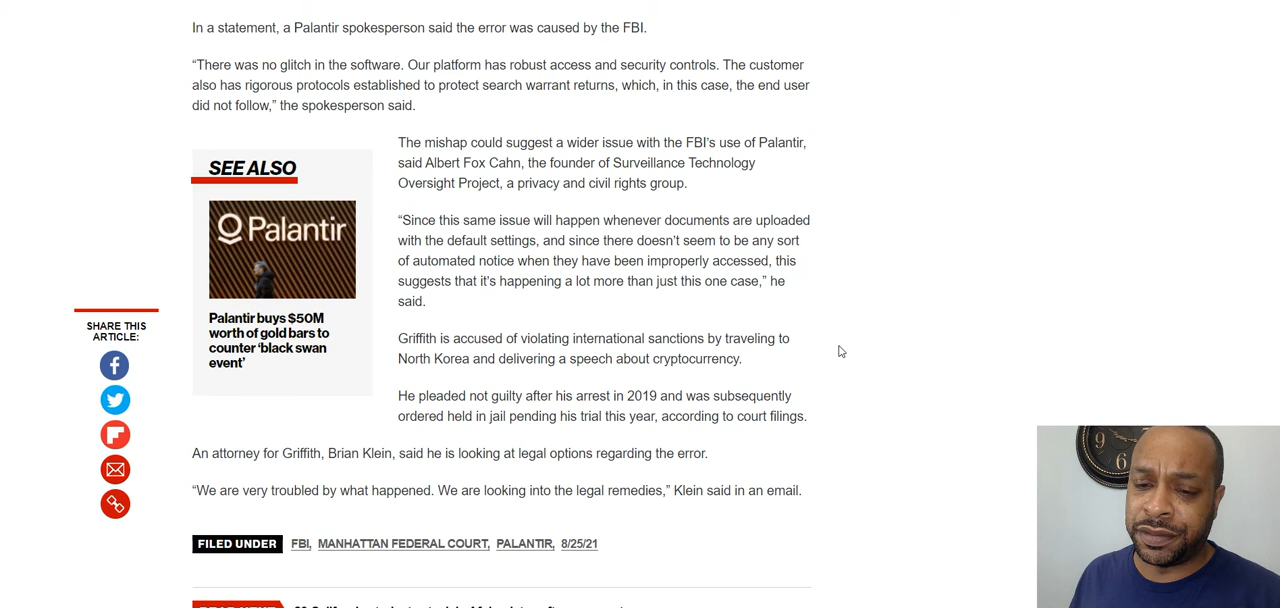 In a statement, a Palantir spokesperson said the error was caused by the FBI.
“There was no glitch in the software. Our platform has robust access and security controls. The customer
also has rigorous protocols established to protect search warrant returns, which, in this case, the end user
did not follow,” the spokesperson said.
SEE ALSO
Palantir
Palantir buys $50M
worth of gold bars to
counter ‘black swan
event’
The mishap could suggest a wider issue with the FBI’s use of Palantir,
said Albert Fox Cahn, the founder of Surveillance Technology
Oversight Project, a privacy and civil rights group.
“Since this same issue will happen whenever documents are uploaded
with the default settings, and since there doesn’t seem to be any sort
of automated notice when they have been improperly accessed, this
suggests that it’s happening a lot more than just this one case,” he
said.
Griffith is accused of violating international sanctions by traveling to
North Korea and delivering a speech about cryptocurrency.
He pleaded not guilty after his arrest in 2019 and was subsequently
ordered held in jail pending his trial this year, according to court filings.
An attorney for Griffith, Brian Klein, said he is looking at legal options regarding the error.
“We are very troubled by what happened. We are looking into the legal remedies,” Klein said in an email.
SHARE THIS
ARTICLE:
FILED UNDER FBI, MANHATTAN FEDERAL COURT, PALANTIR, 8/25/21
9
6